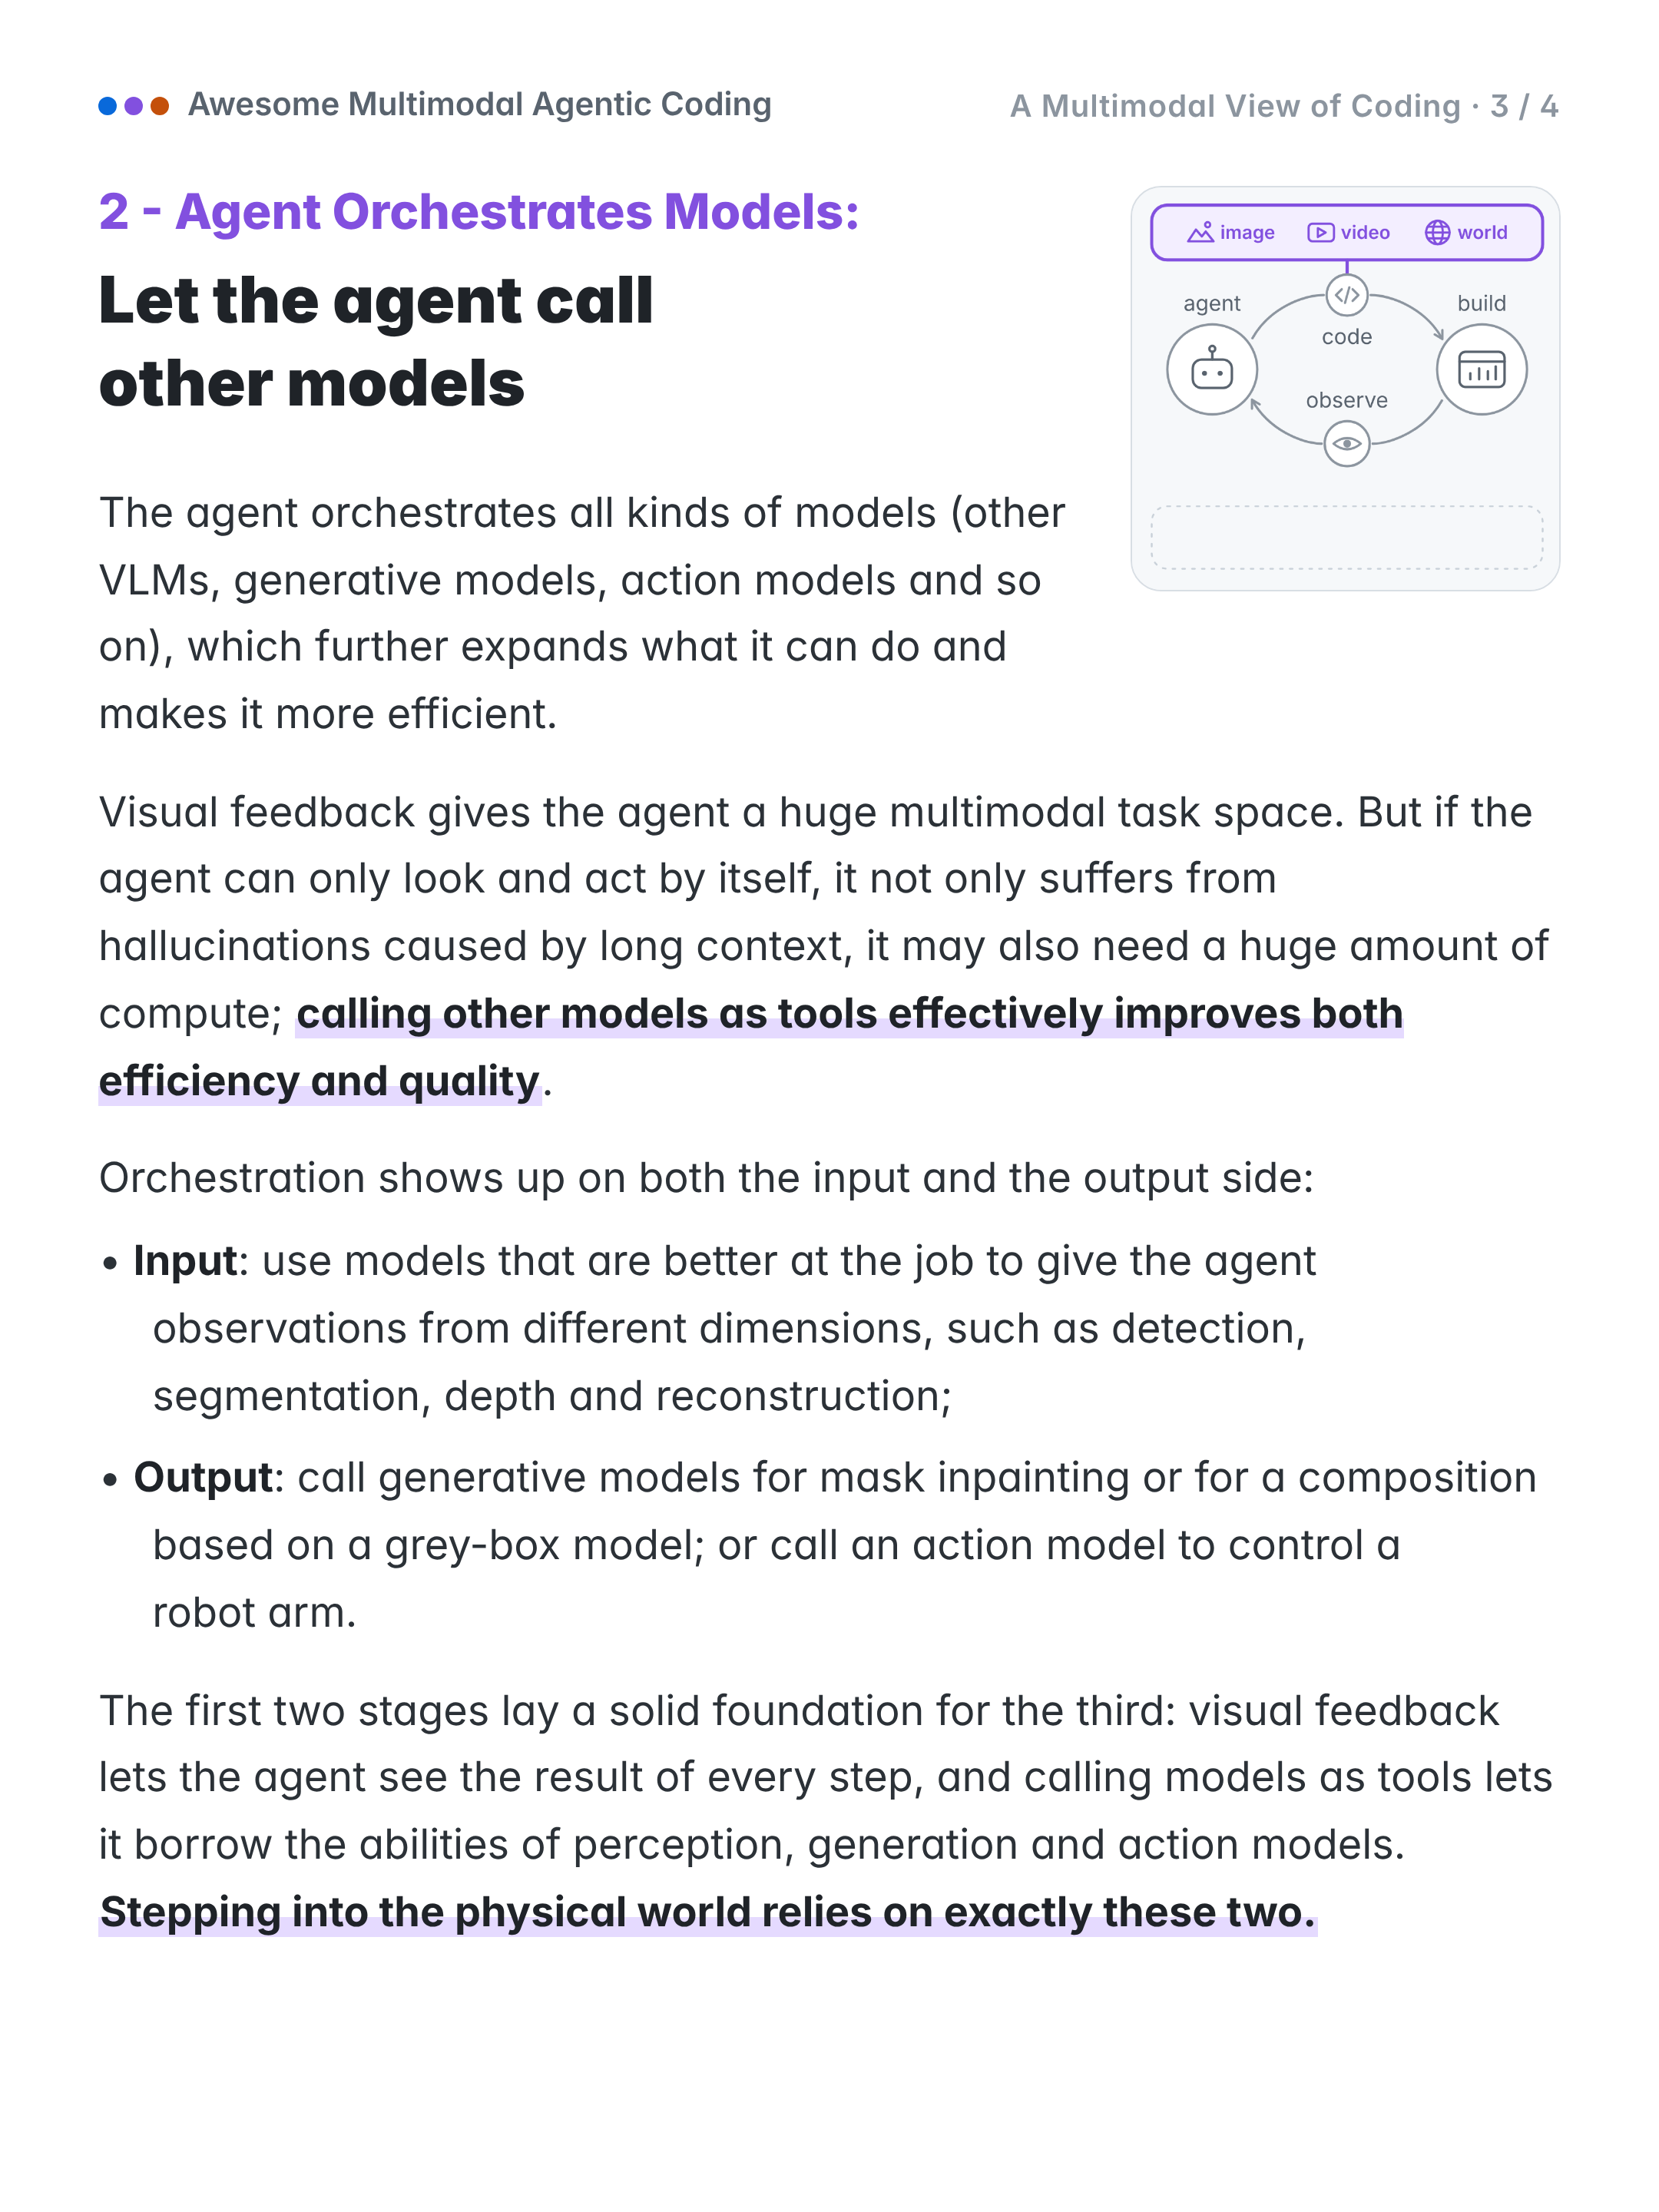 Awesome Multimodal Agentic Coding
A Multimodal View of Coding · 3 / 4
2 - Agent Orchestrates Models:
Let the agent call
other models
image video world
agent
code
build
observe
The agent orchestrates all kinds of models (other
VLMs, generative models, action models and so
on), which further expands what it can do and
makes it more efficient.
Visual feedback gives the agent a huge multimodal task space. But if the
agent can only look and act by itself, it not only suffers from
hallucinations caused by long context, it may also need a huge amount of
compute; calling other models as tools effectively improves both
efficiency and quality.
Orchestration shows up on both the input and the output side:
• Input: use models that are better at the job to give the agent
observations from different dimensions, such as detection,
segmentation, depth and reconstruction;
• Output: call generative models for mask inpainting or for a composition
based on a grey-box model; or call an action model to control a
robot arm.
The first two stages lay a solid foundation for the third: visual feedback
lets the agent see the result of every step, and calling models as tools lets
it borrow the abilities of perception, generation and action models.
Stepping into the physical world relies on exactly these two.